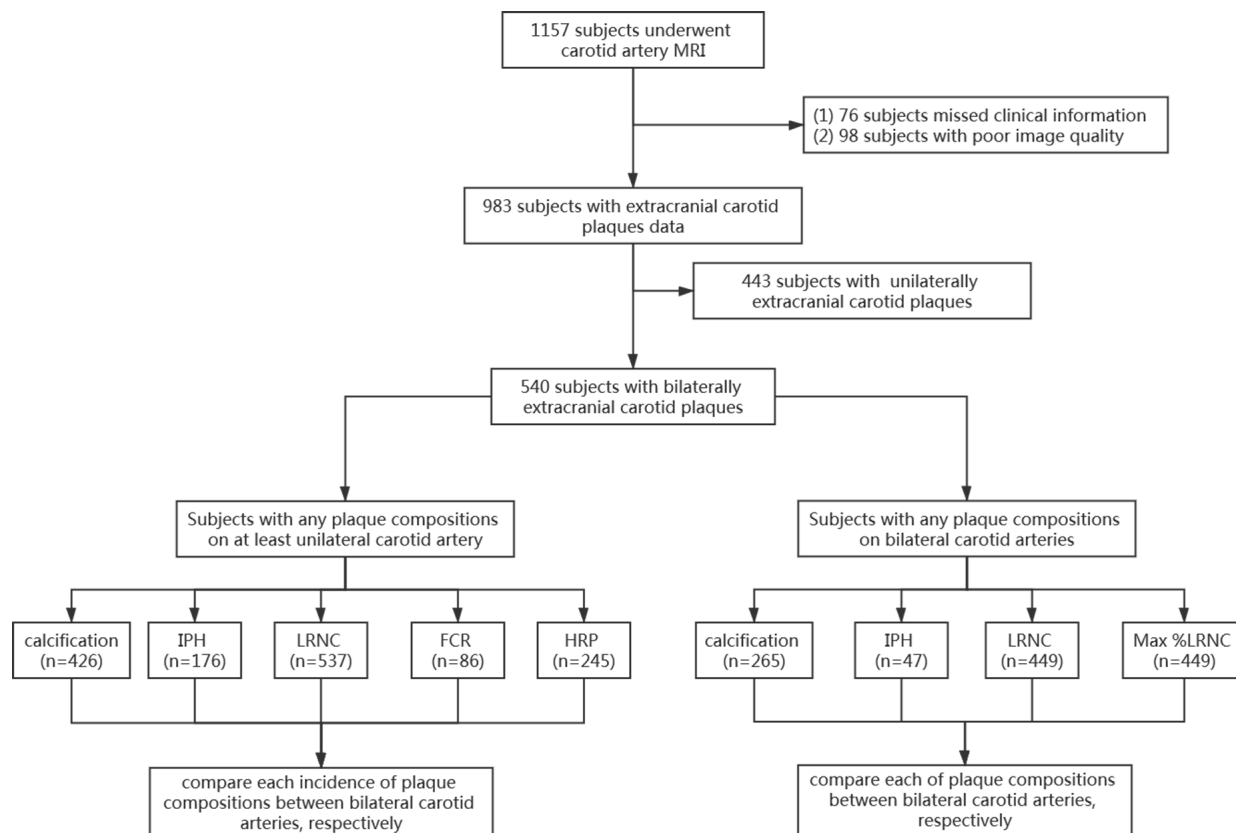 1157 subjects underwent
carotid artery MRI
(1) 76 subjects missed clinical information
(2) 98 subjects with poor image quality
983 subjects with extracranial carotid
plaques data
443 subjects with unilaterally
extracranial carotid plaques
540 subjects with bilaterally
extracranial carotid plaques
Subjects with any plaque compositions
on at least unilateral carotid artery
Subjects with any plaque compositions
on bilateral carotid arteries
calcification
(n=426)
IPH
(n=176)
LRNC
(n=537)
FCR
(n=86)
HRP
(n=245)
calcification
(n=265)
IPH
(n=47)
LRNC
(n=449)
Max %LRNC
(n=449)
compare each incidence of plaque
compositions between bilateral carotid
arteries, respectively
compare each of plaque compositions
between bilateral carotid arteries,
respectively